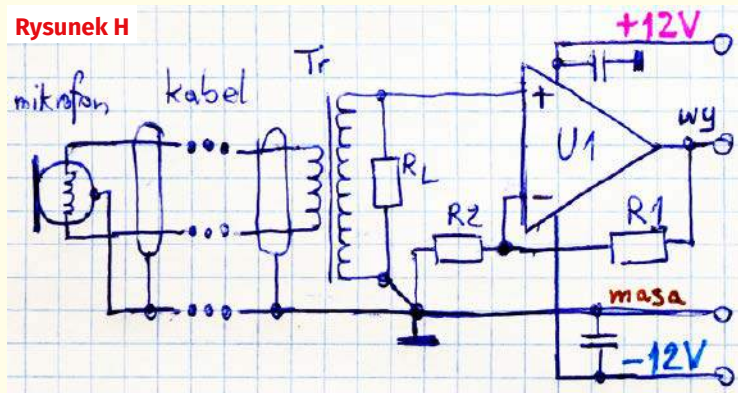 Rysunek H
+12V
Tr
mikrofon
kabel
+
U1
wy
RL
-
R2
R1
masa
-12V